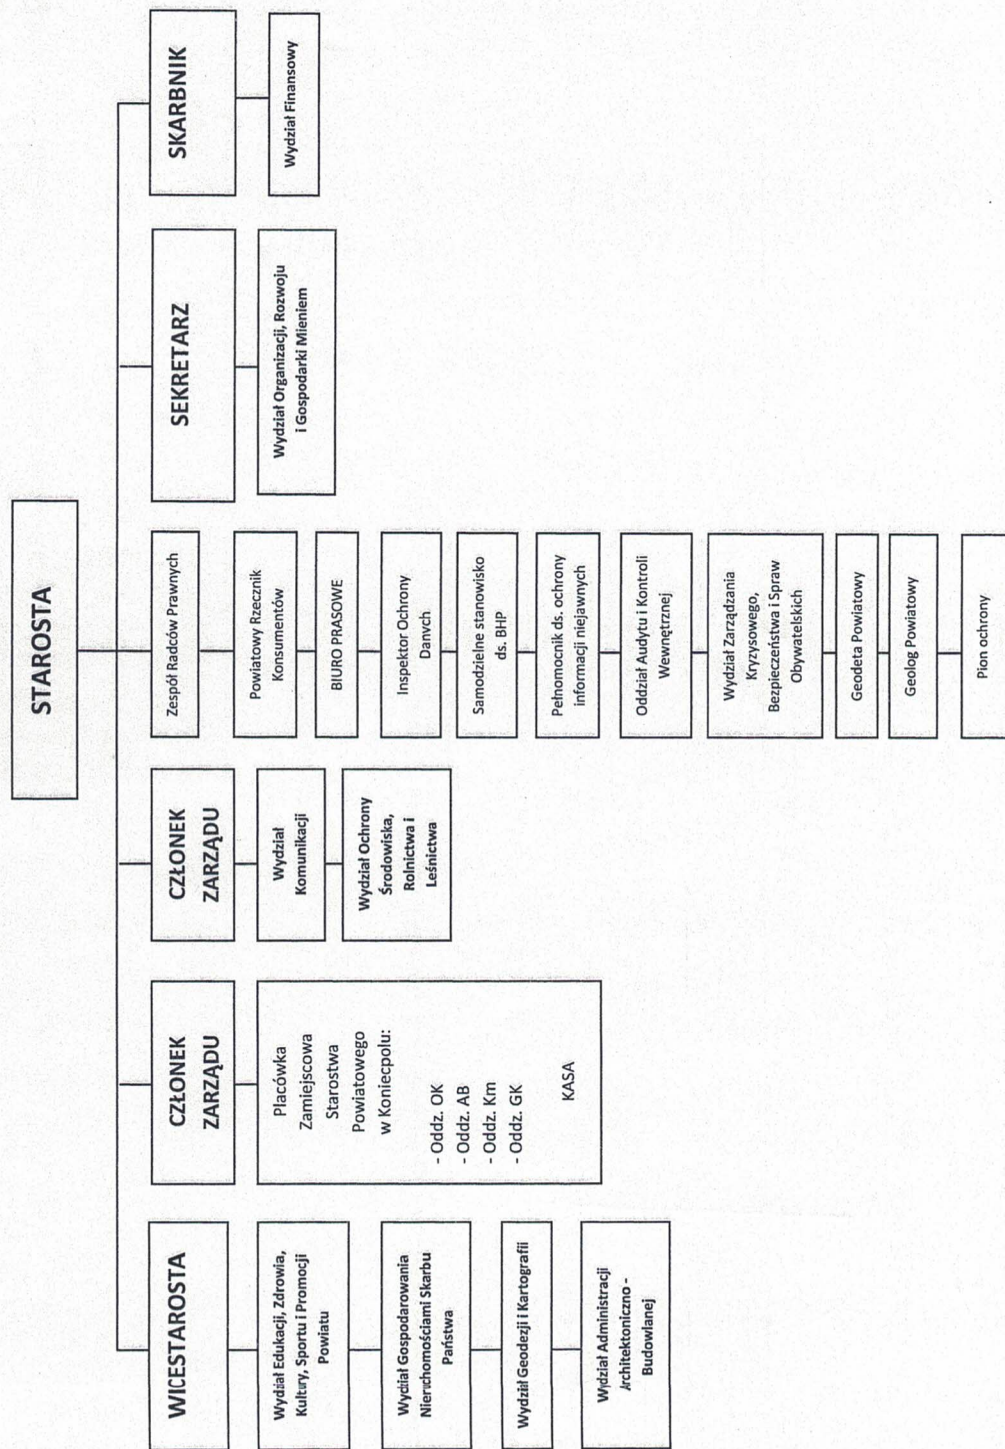 STAROSTA
WICESTAROSTA
Wydział Edukacji, Zdrowia,
Kultury, Sportu i Promocji
Powiatu
Wydział Gospodarowania
Nieruchomościami Skarbu
Państwa
Wydział Geodezji i Kartografii
Wydział Administracji
Architektoniczno -
Budowlanej
CZŁONEK
ZARZĄDU
Placówka
Zamiejscowa
Starostwa
Powiatowego
w Koniecpolu:
- Oddz. OK
- Oddz. AB
- Oddz. Km
- Oddz. GK
KASA
CZŁONEK
ZARZĄDU
Wydział
Komunikacji
Wydział Ochrony
Środowiska,
Rolnictwa i
Leśnictwa
Zespół Radców Prawnych
Powiatowy Rzecznik
Konsumentów
BIURO PRASOWE
Inspektor Ochrony
Danych
Samodzielne stanowisko
ds. BHP
Pełnomocnik ds. ochrony
informacji niejawnych
Oddział Audytu i Kontroli
Wewnętrznej
Wydział Zarządzania
Kryzysowego,
Bezpieczeństwa i Spraw
Obywatelskich
Geodeta Powiatowy
Geolog Powiatowy
Pion ochrony
SEKRETARZ
Wydział Organizacji, Rozwoju
i Gospodarki Mieniem
SKARBNIK
Wydział Finansowy